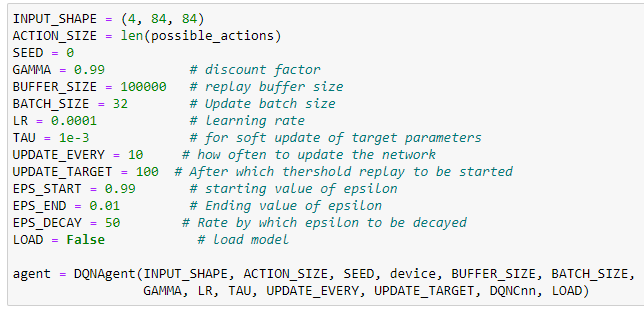 INPUT_SHAPE = (4, 84, 84)
ACTION_SIZE = len(possible_actions)
SEED = 0
GAMMA = 0.99 # discount factor
BUFFER_SIZE = 100000 # replay buffer size
BATCH_SIZE = 32 # Update batch size
LR = 0.0001 # learning rate
TAU = 1e-3 # for soft update of target parameters
UPDATE_EVERY = 10 # how often to update the network
UPDATE_TARGET = 100 # After which thershold replay to be started
EPS_START = 0.99 # starting value of epsilon
EPS_END = 0.01 # Ending value of epsilon
EPS_DECAY = 50 # Rate by which epsilon to be decayed
LOAD = False # load model
agent = DQNAgent(INPUT_SHAPE, ACTION_SIZE, SEED, device, BUFFER_SIZE, BATCH_SIZE,
GAMMA, LR, TAU, UPDATE_EVERY, UPDATE_TARGET, DQNCnn, LOAD)